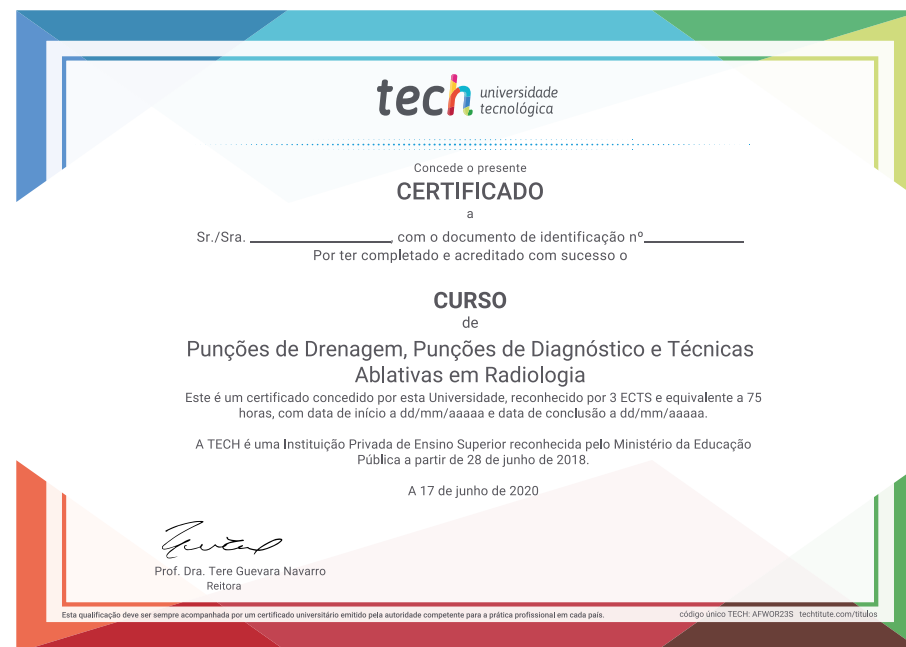 tech universidade
tecnológica
Concede o presente
CERTIFICADO
a
Sr./Sra. ____________________, com o documento de identificação nº______________
Por ter completado e acreditado com sucesso o
CURSO
de
Punções de Drenagem, Punções de Diagnóstico e Técnicas
Ablativas em Radiologia
Este é um certificado concedido por esta Universidade, reconhecido por 3 ECTS e equivalente a 75
horas, com data de início a dd/mm/aaaaa e data de conclusão a dd/mm/aaaaa.
A TECH é uma Instituição Privada de Ensino Superior reconhecida pelo Ministério da Educação
Pública a partir de 28 de junho de 2018.
A 17 de junho de 2020
Prof. Dra. Tere Guevara Navarro
Reitora
Esta qualificação deve ser sempre acompanhada por um certificado universitário emitido pela autoridade competente para a prática profissional em cada país.
código único TECH: AFWOR23S techtitute.com/titulos